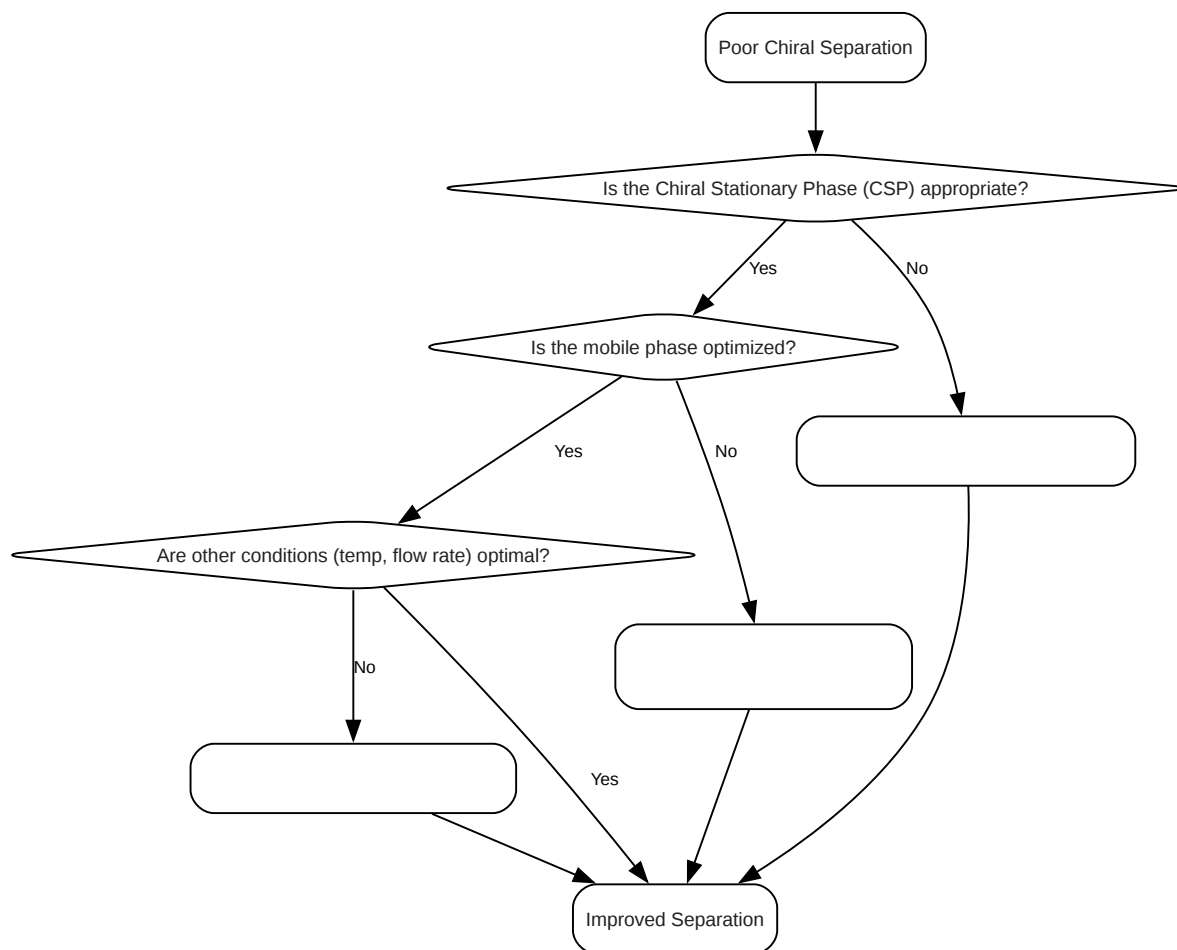 Poor Chiral Separation
Is the Chiral Stationary Phase (CSP) appropriate?
Yes
No
Is the mobile phase optimized?
Yes
No
Are other conditions (temp, flow rate) optimal?
No
Yes
Improved Separation